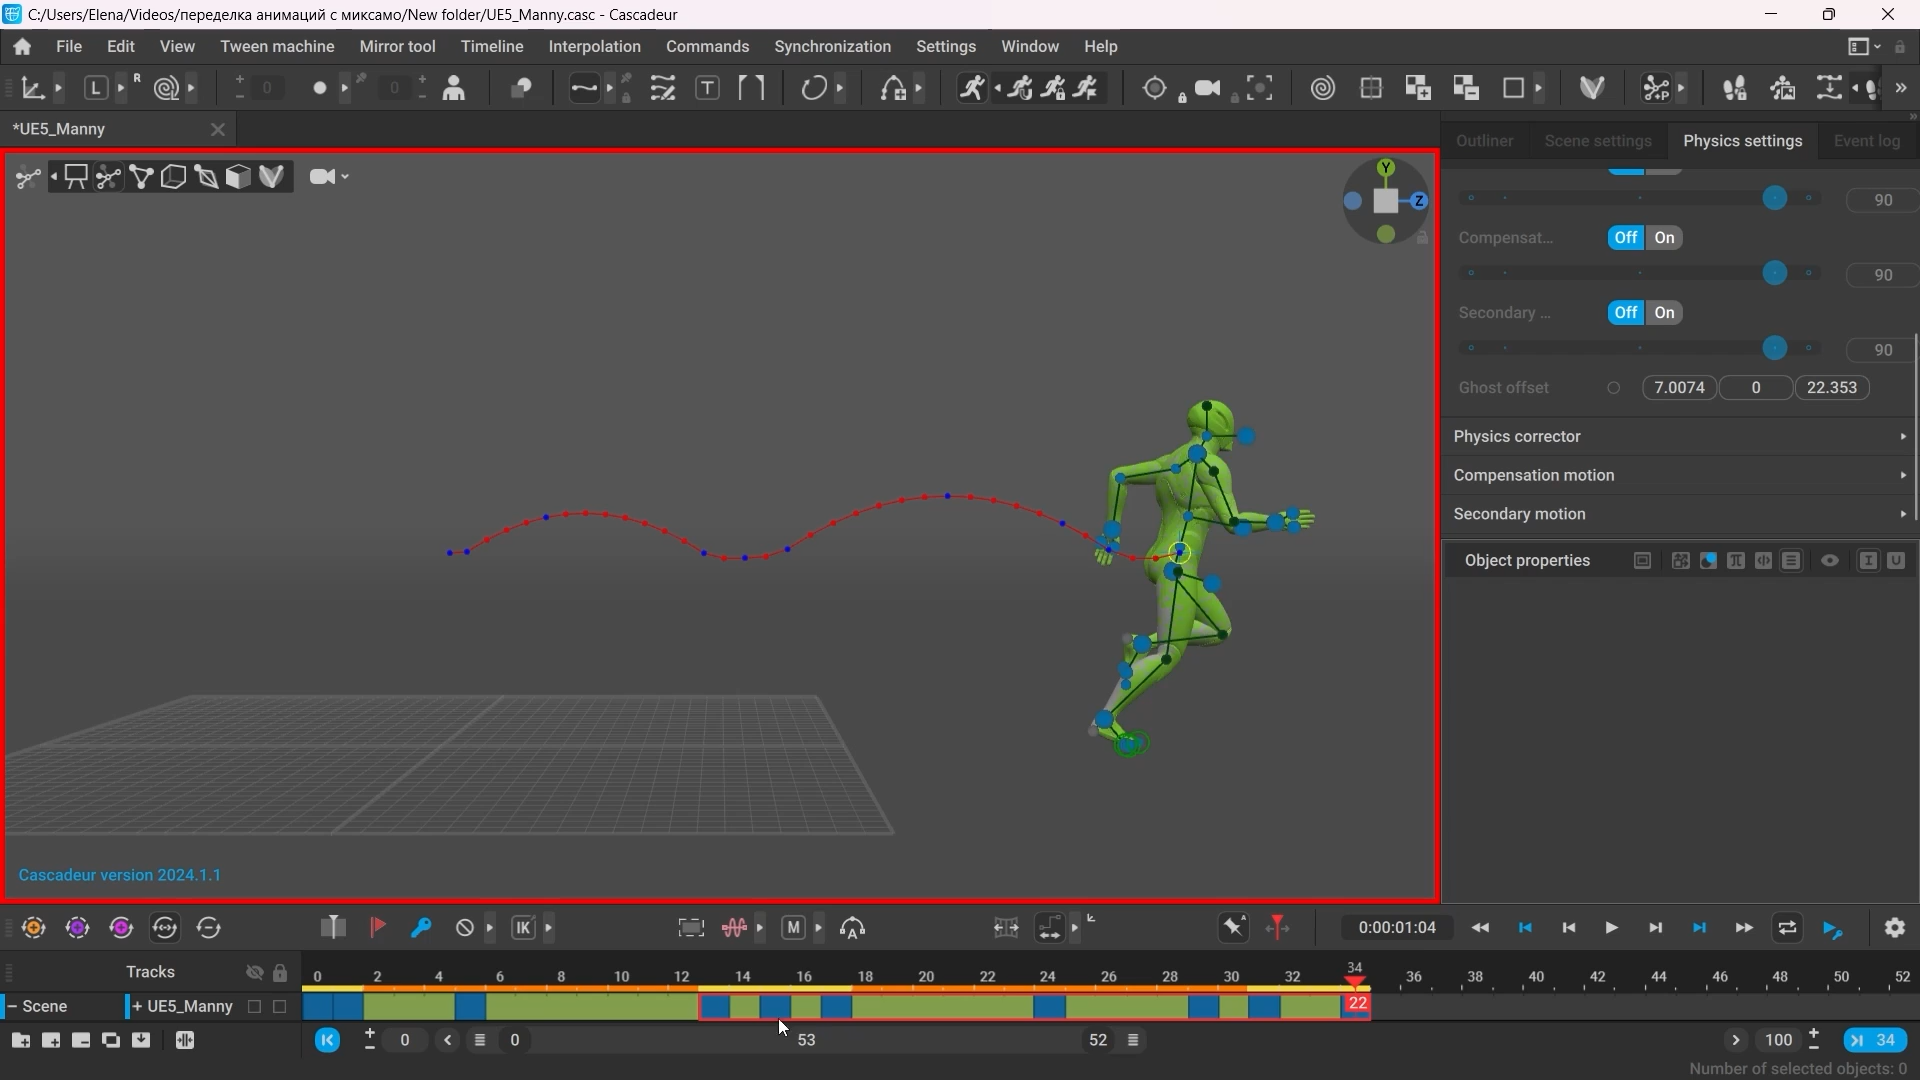 C:/Users/Elena/Videos/переделка анимаций с миксамо/New folder/UE5_Manny.casc - Cascadeur
File Edit View Tween machine Mirror tool Timeline Interpolation Commands Synchronization Settings Window Help
L R 0 0 T P
*UE5_Manny
Outliner Scene settings Physics settings Event log
Y
Z
90
Compensat... Off On
90
Secondary ... Off On
90
Ghost offset 7.0074 0 22.353
Physics corrector
Compensation motion
Secondary motion
Object properties I U
Cascadeur version 2024.1.1
IK M A 0:00:01:04
Tracks 0 2 4 6 8 10 12 14 16 18 20 22 24 26 28 30 32 34 36 38 40 42 44 46 48 50 52
Scene + UE5_Manny 22
0 0 53 52 100 34
Number of selected objects: 0